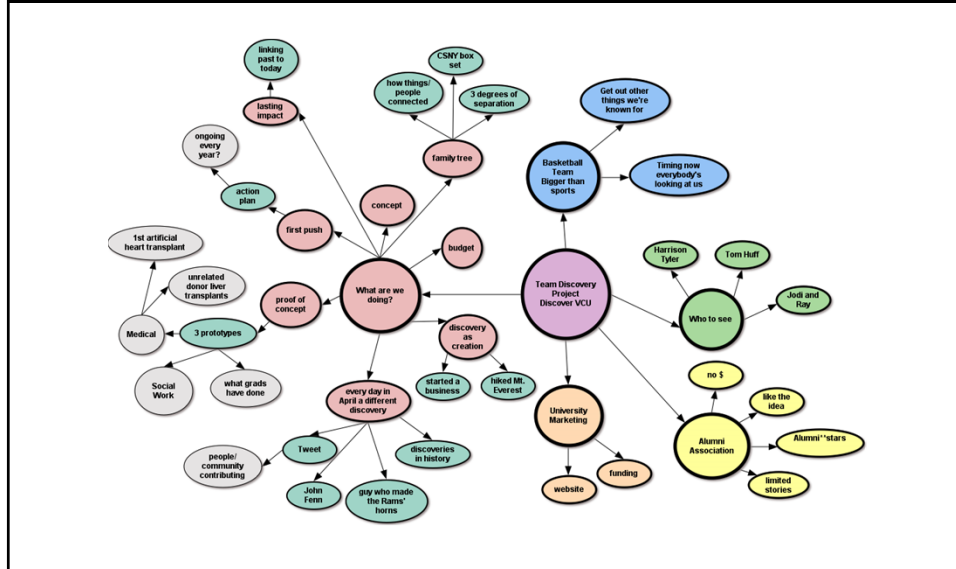 linking
past to
today
lasting
impact
CSNY box
set
how things/
people
connected
3 degrees of
separation
family tree
ongoing
every
year?
action
plan
first push
concept
budget
1st artificial
heart transplant
unrelated
donor liver
transplants
Medical
3 prototypes
proof of
concept
What are we
doing?
Social
Work
what grads
have done
discovery
as
creation
started a
business
hiked Mt.
Everest
every day in
April a different
discovery
Tweet
people/
community
contributing
John
Fenn
guy who made
the Rams'
horns
discoveries
in history
Get out other
things we're
known for
Basketball
Team
Bigger than
sports
Timing now
everybody's
looking at us
Team Discovery
Project
Discover VCU
Harrison
Tyler
Tom Huff
Jodi and
Ray
Who to see
University
Marketing
website
funding
no $
like the
idea
Alumni**stars
limited
stories
Alumni
Association